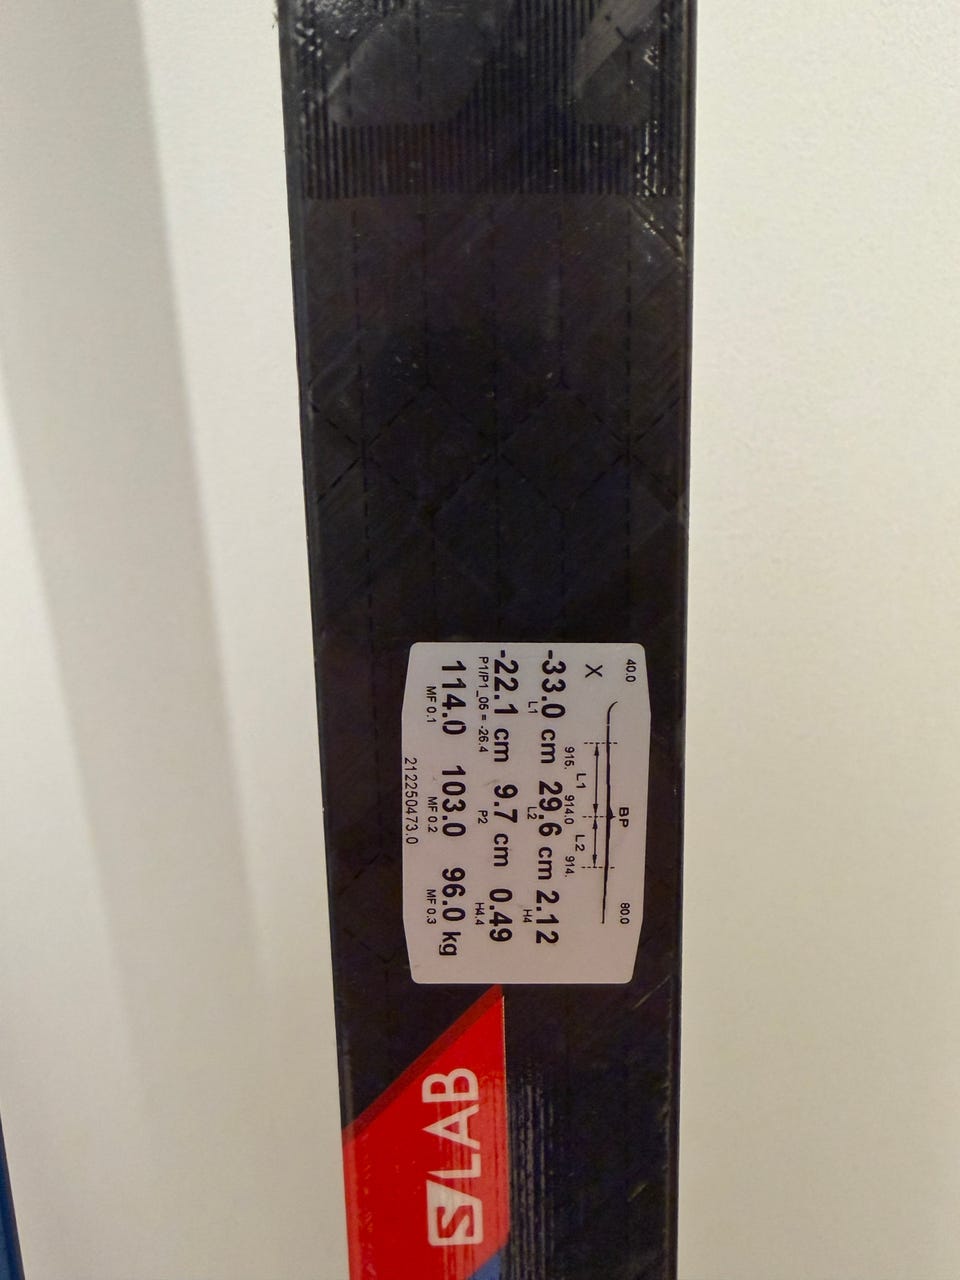 40.0 BP 80.0
X
915. 914.0 914.
L1 L2
-33.0 cm 29.6 cm 2.12
L1 L2 H4
-22.1 cm 9.7 cm 0.49
P1/P1_05 = -26.4 P2 H4.4
114.0 103.0 96.0 kg
MF 0.1 MF 0.2 MF 0.3
212250473.0
S/LAB